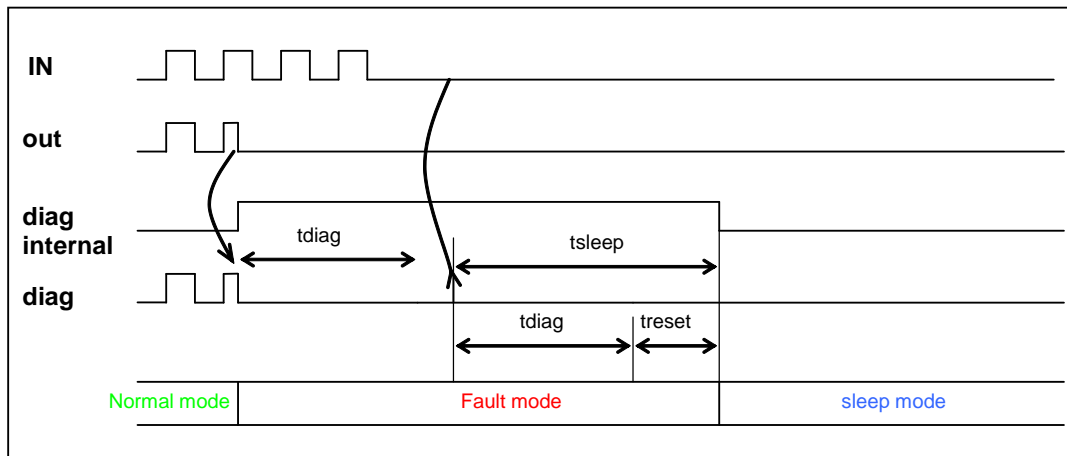 IN
out
diag
internal
tdiag
tsleep
diag
tdiag
treset
Normal mode
Fault mode
sleep mode